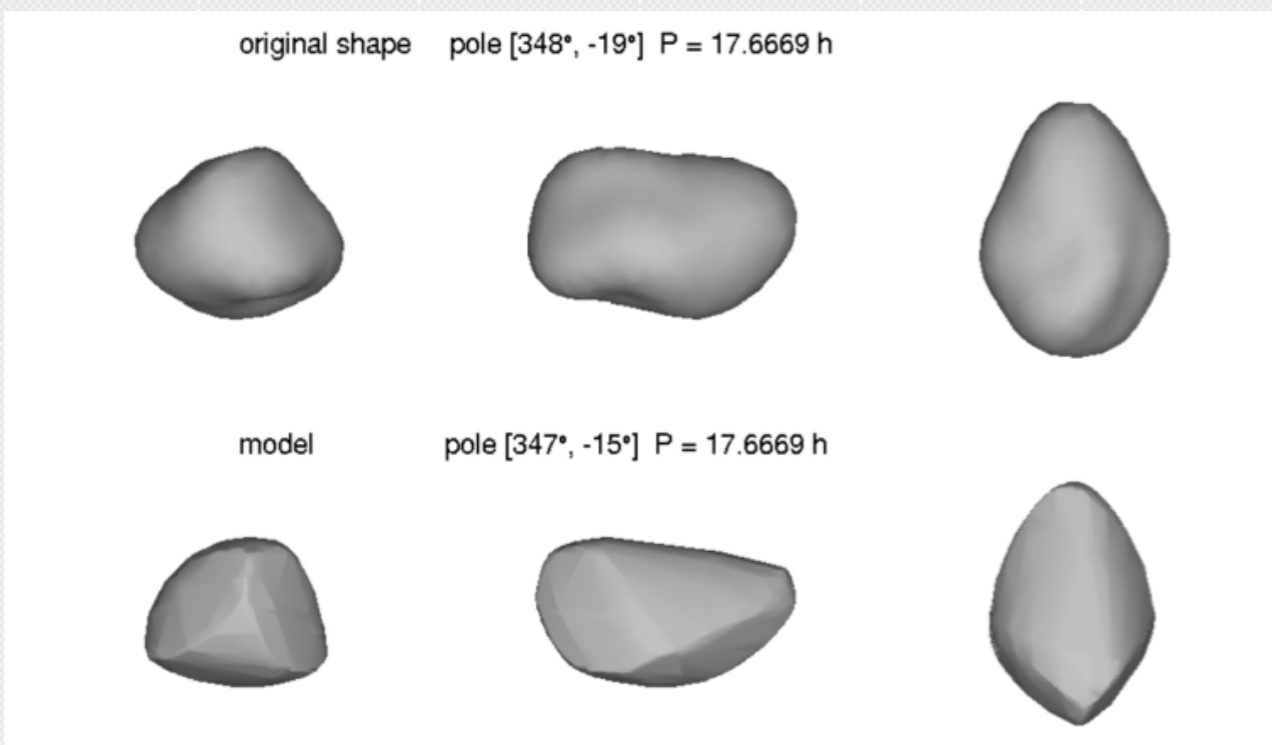 original shape pole [348°, -19°] P = 17.6669 h
model pole [347°, -15°] P = 17.6669 h